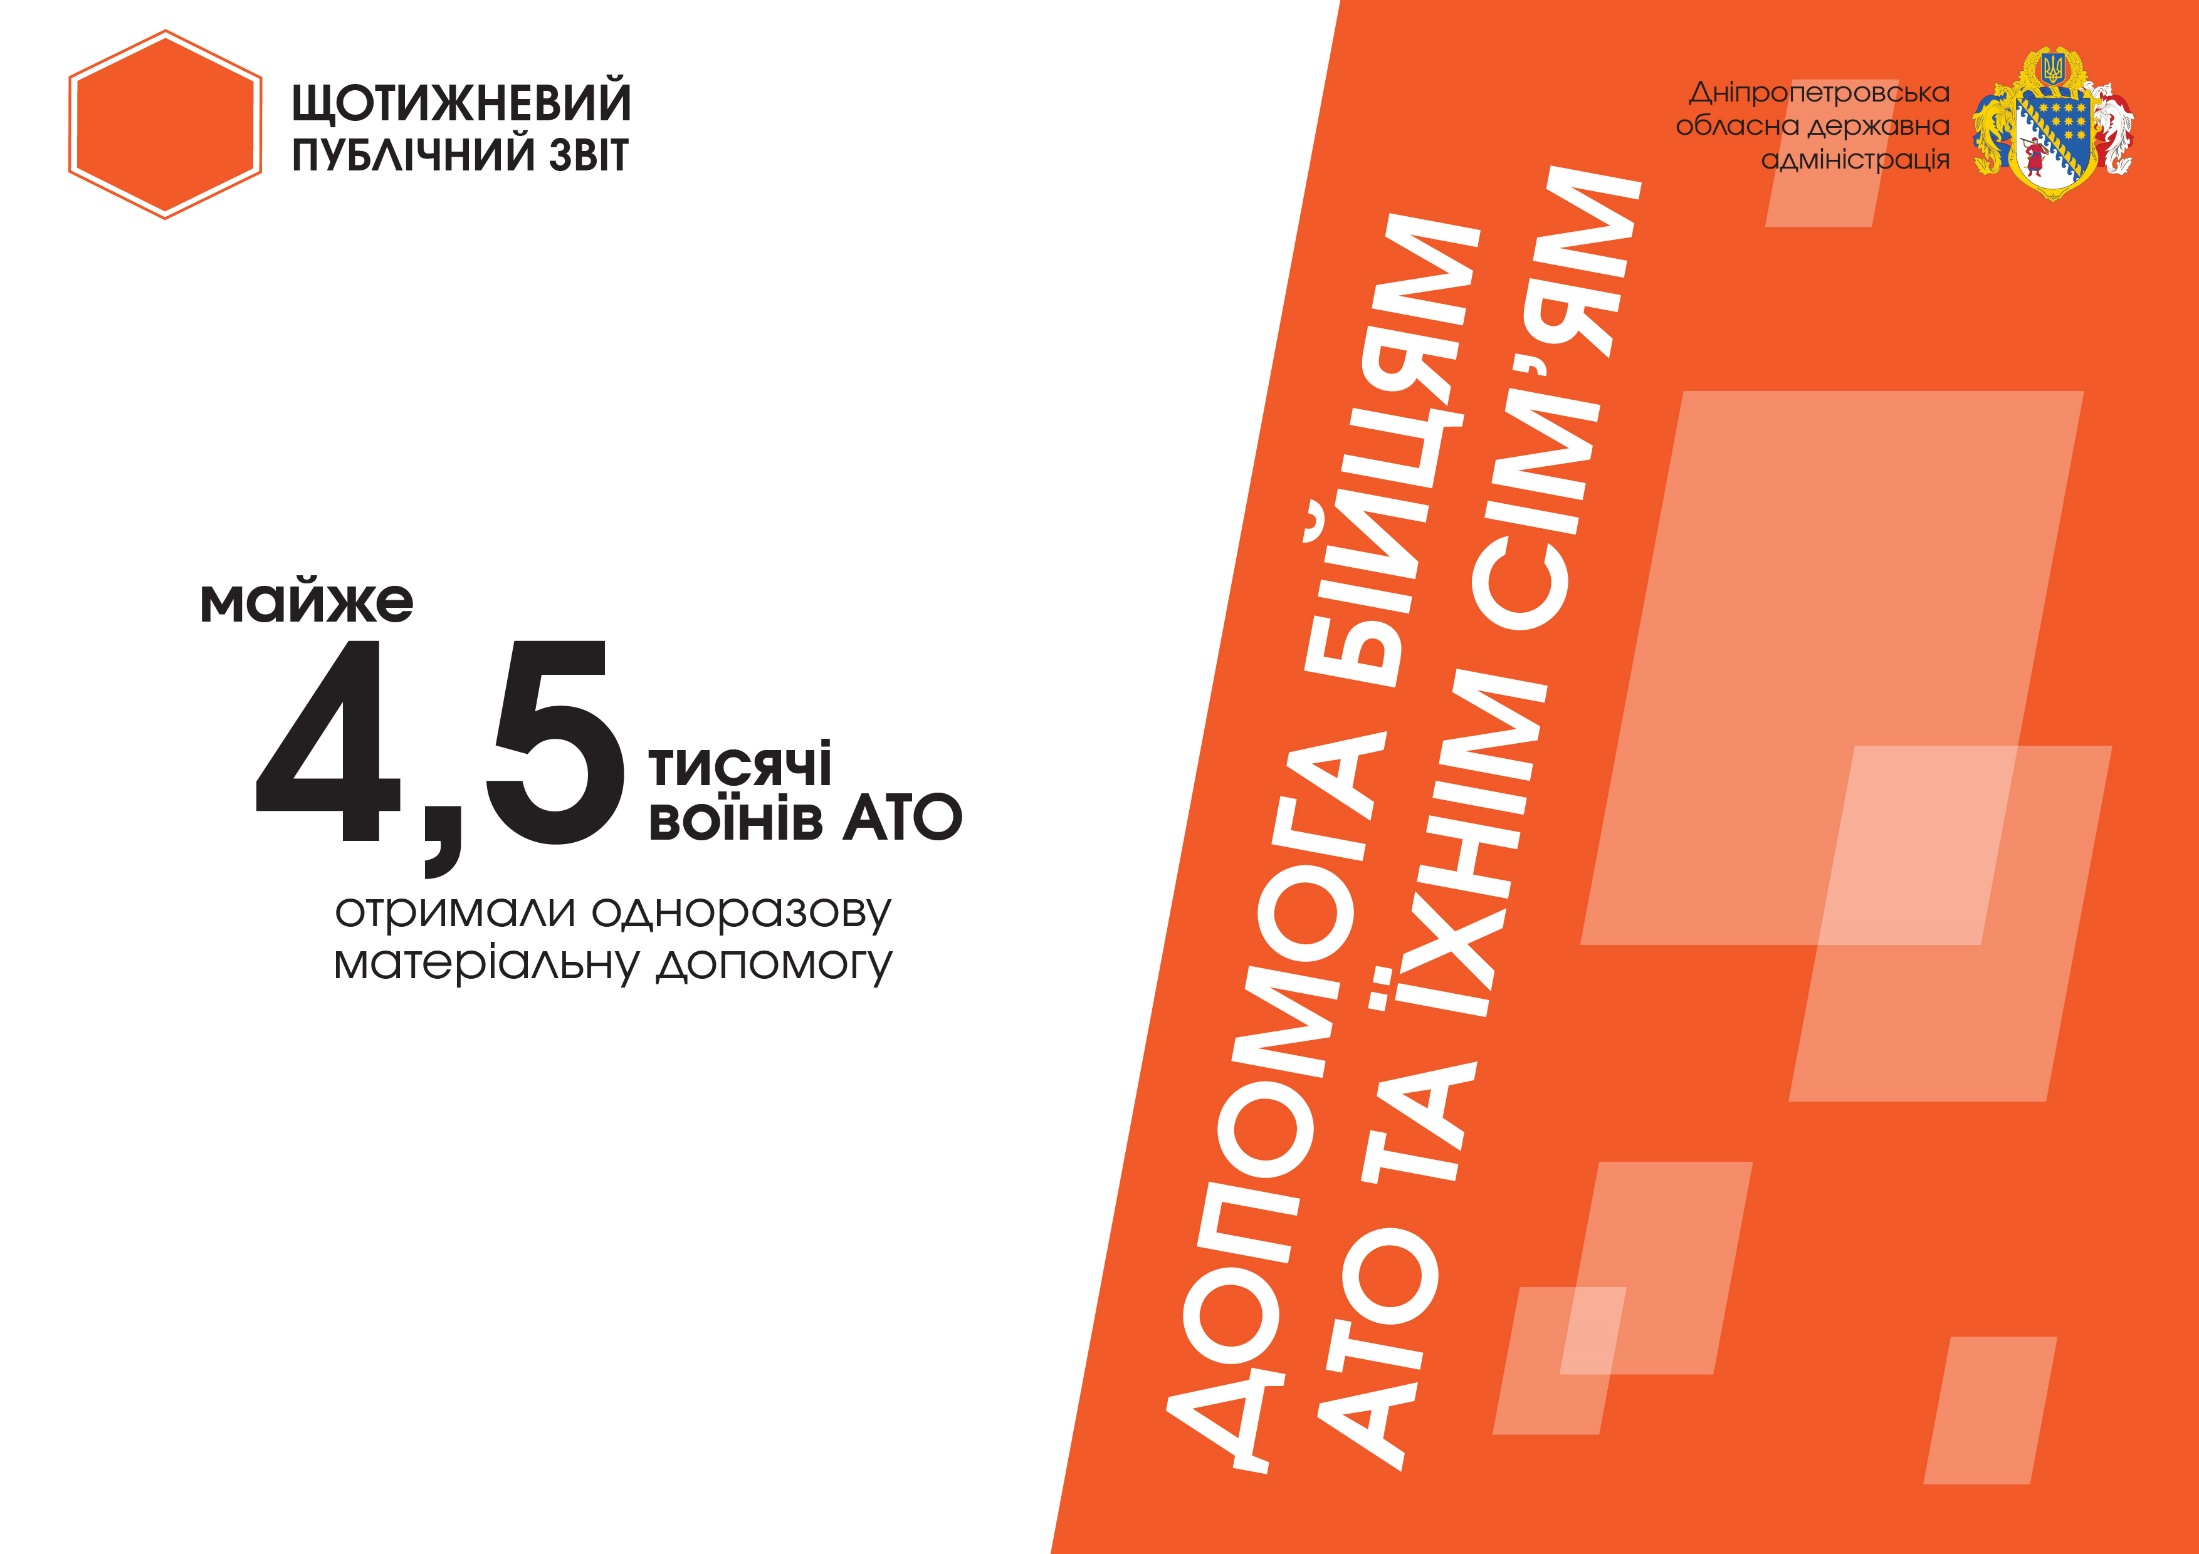 ЩОТИЖНЕВИЙ
ПУБЛІЧНИЙ ЗВІТ
Дніпропетровська
обласна державна
адміністрація
майже
4,5 тисячі
воїнів АТО
отримали одноразову
матеріальну допомогу
ДОПОМОГА БІЙЦЯМ
АТО ТА ЇХНІМ СІМ’ЯМ